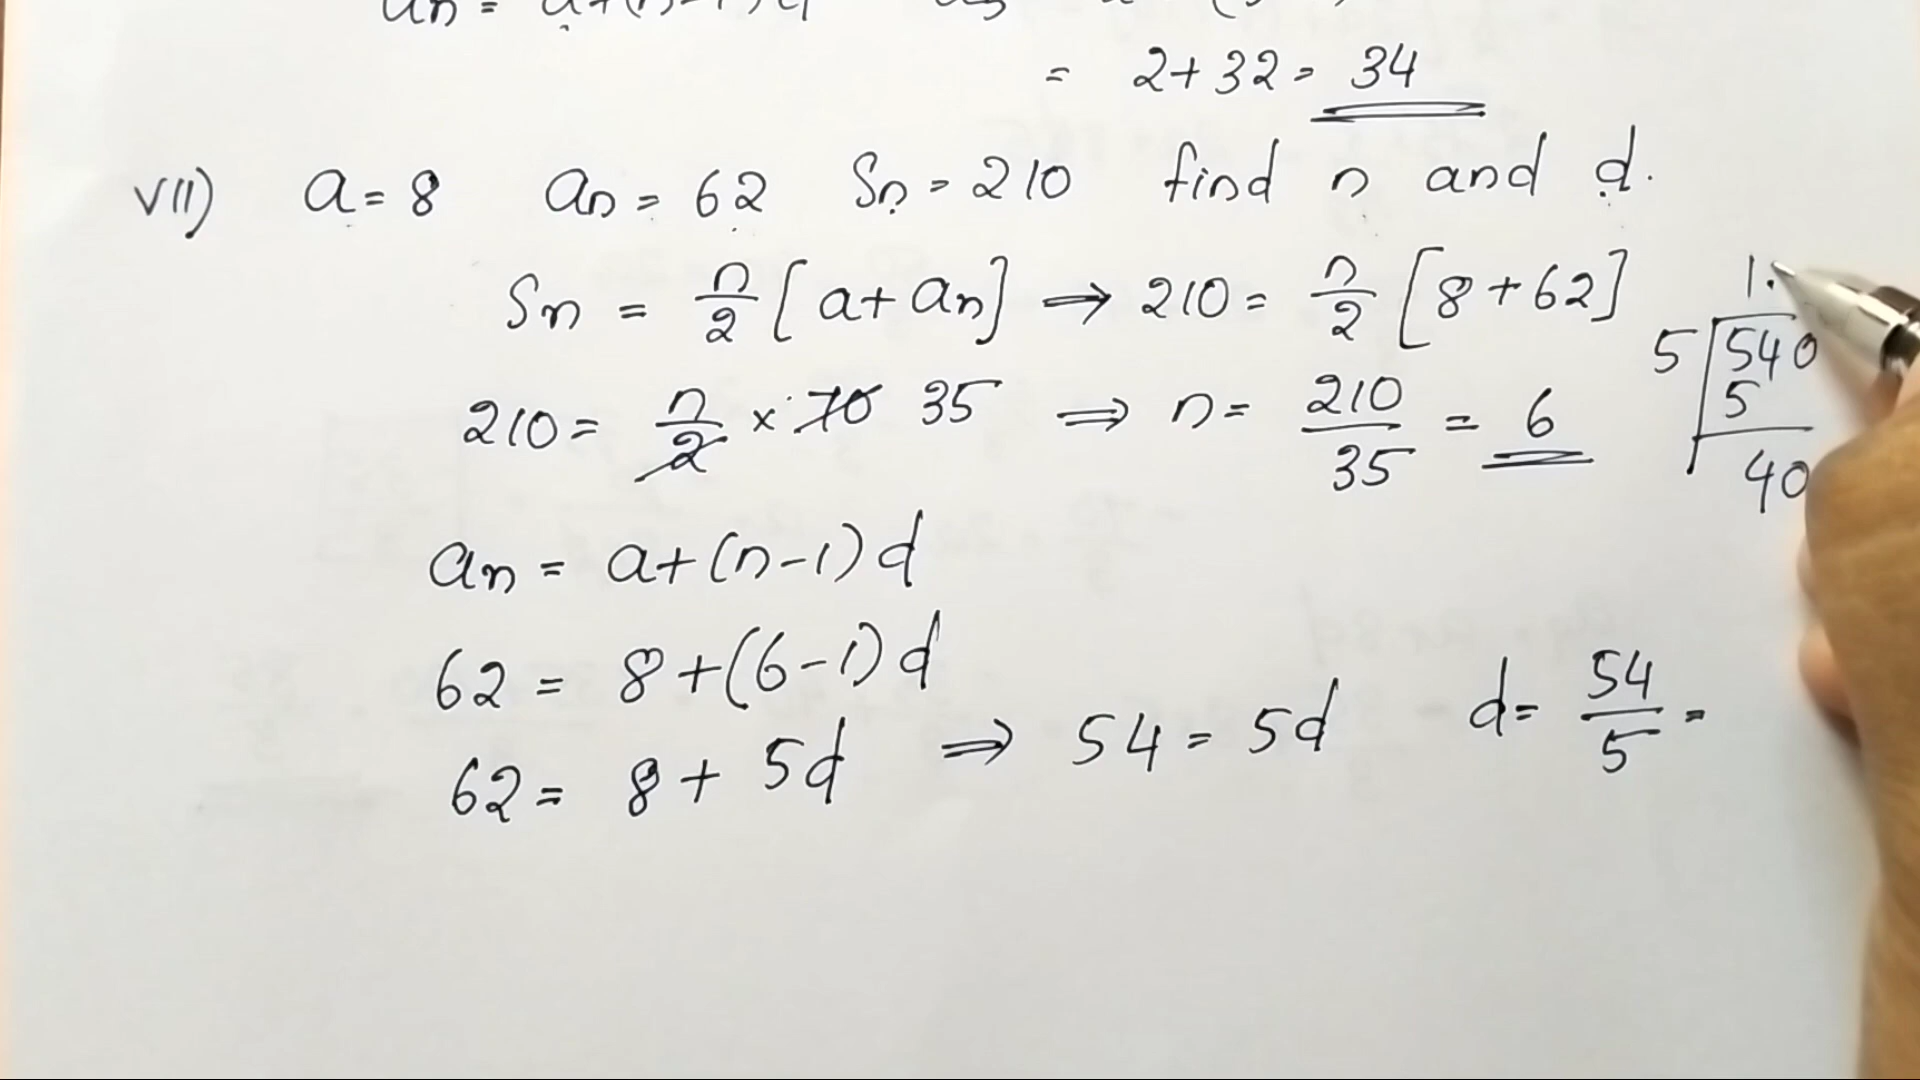 = 2+32 = 34
VII) a = 8 an = 62 Sn = 210 find n and d.
Sn = n/2 [a+an] ⇒ 210 = n/2 [8+62]
210 = n/2 × 70 35 ⇒ n = 210/35 = 6
1.
5 540
5
40
an = a+(n-1)d
62 = 8+(6-1)d
62 = 8+ 5d ⇒ 54 = 5d d = 54/5 =